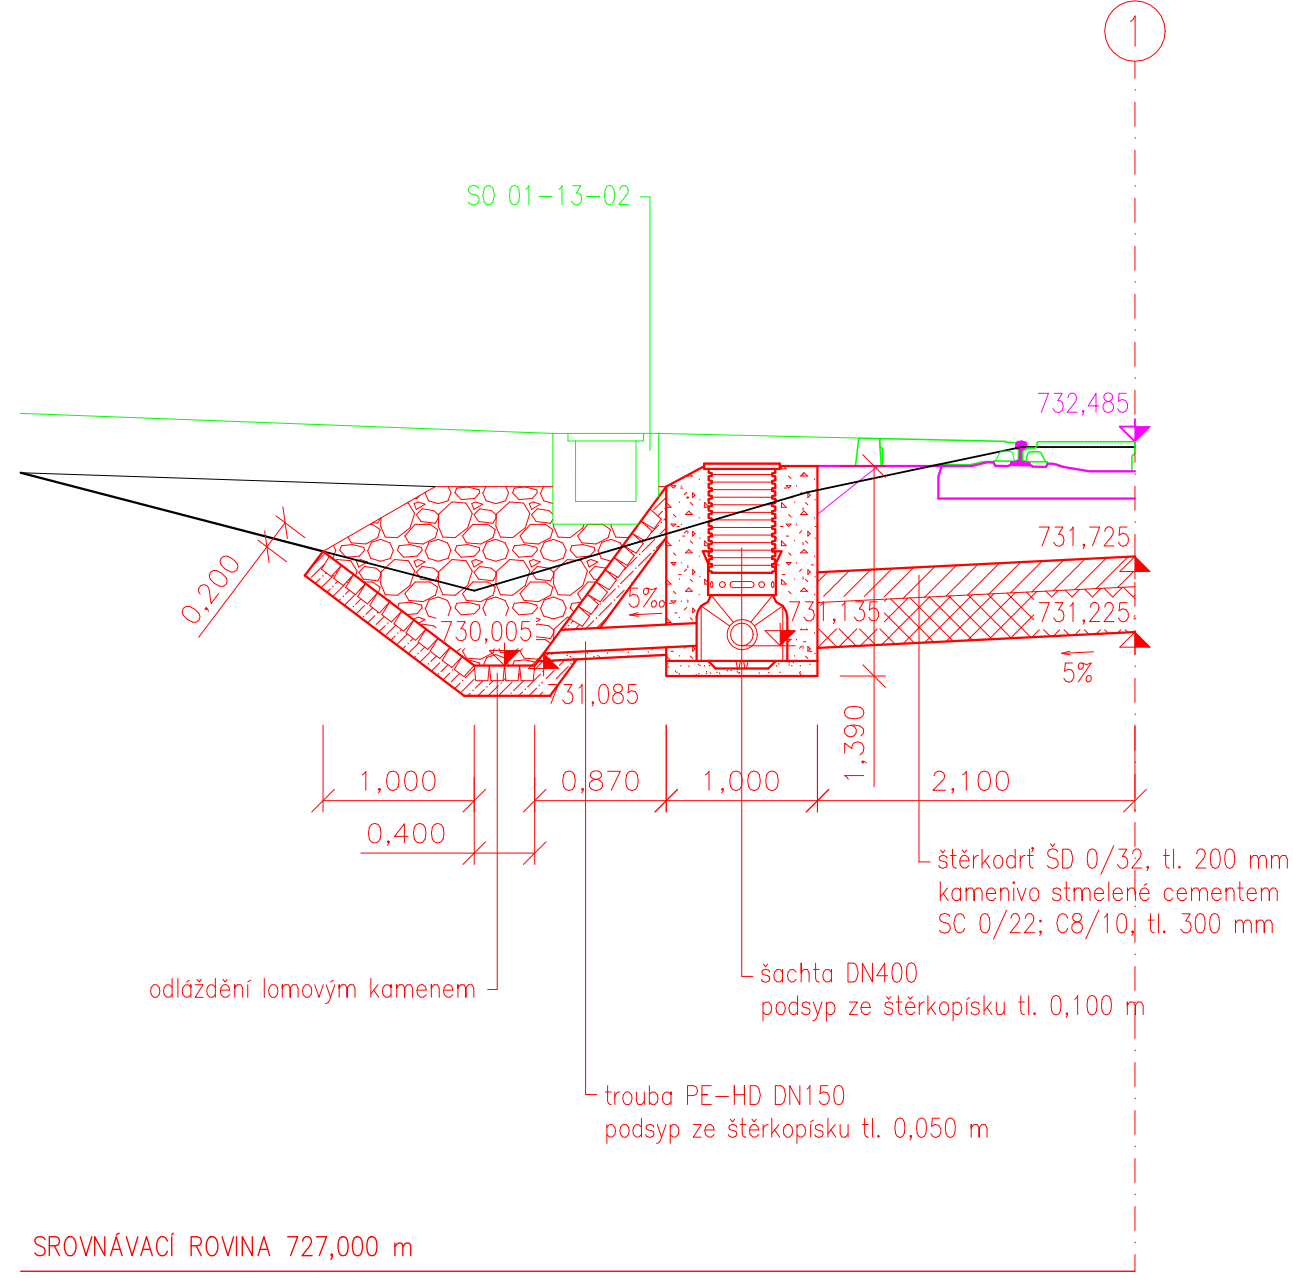 1
SO 01-13-02
732,485
731,725
0,200
5‰
731,135
731,225
730,005
5%
731,085
1,390
1,000
0,870
1,000
2,100
0,400
štěrkodrť ŠD 0/32, tl. 200 mm
kamenivo stmelené cementem
SC 0/22; C8/10, tl. 300 mm
šachta DN400
podsyp ze štěrkopísku tl. 0,100 m
odláždění lomovým kamenem
trouba PE-HD DN150
podsyp ze štěrkopísku tl. 0,050 m
SROVNÁVACÍ ROVINA 727,000 m